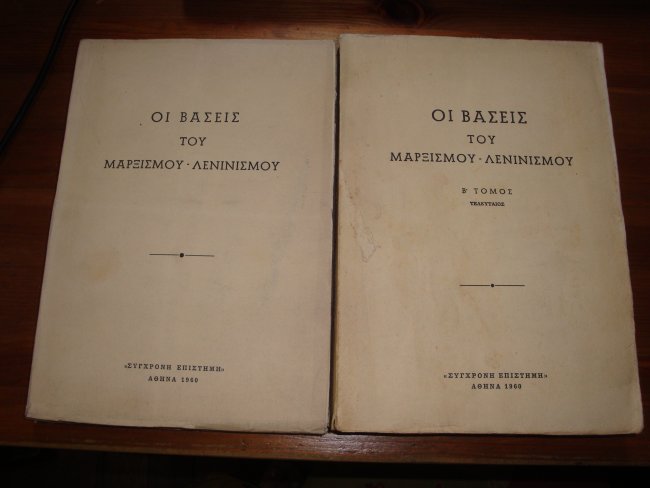 ΟΙ ΒΑΣΕΙΣ
ΤΟΥ
ΜΑΡΞΙΣΜΟΥ - ΛΕΝΙΝΙΣΜΟΥ
«ΣΥΓΧΡΟΝΗ ΕΠΙΣΤΗΜΗ»
ΑΘΗΝΑ 1960
ΟΙ ΒΑΣΕΙΣ
ΤΟΥ
ΜΑΡΞΙΣΜΟΥ - ΛΕΝΙΝΙΣΜΟΥ
Β' ΤΟΜΟΣ
ΤΕΛΕΥΤΑΙΟΣ
«ΣΥΓΧΡΟΝΗ ΕΠΙΣΤΗΜΗ»
ΑΘΗΝΑ 1960